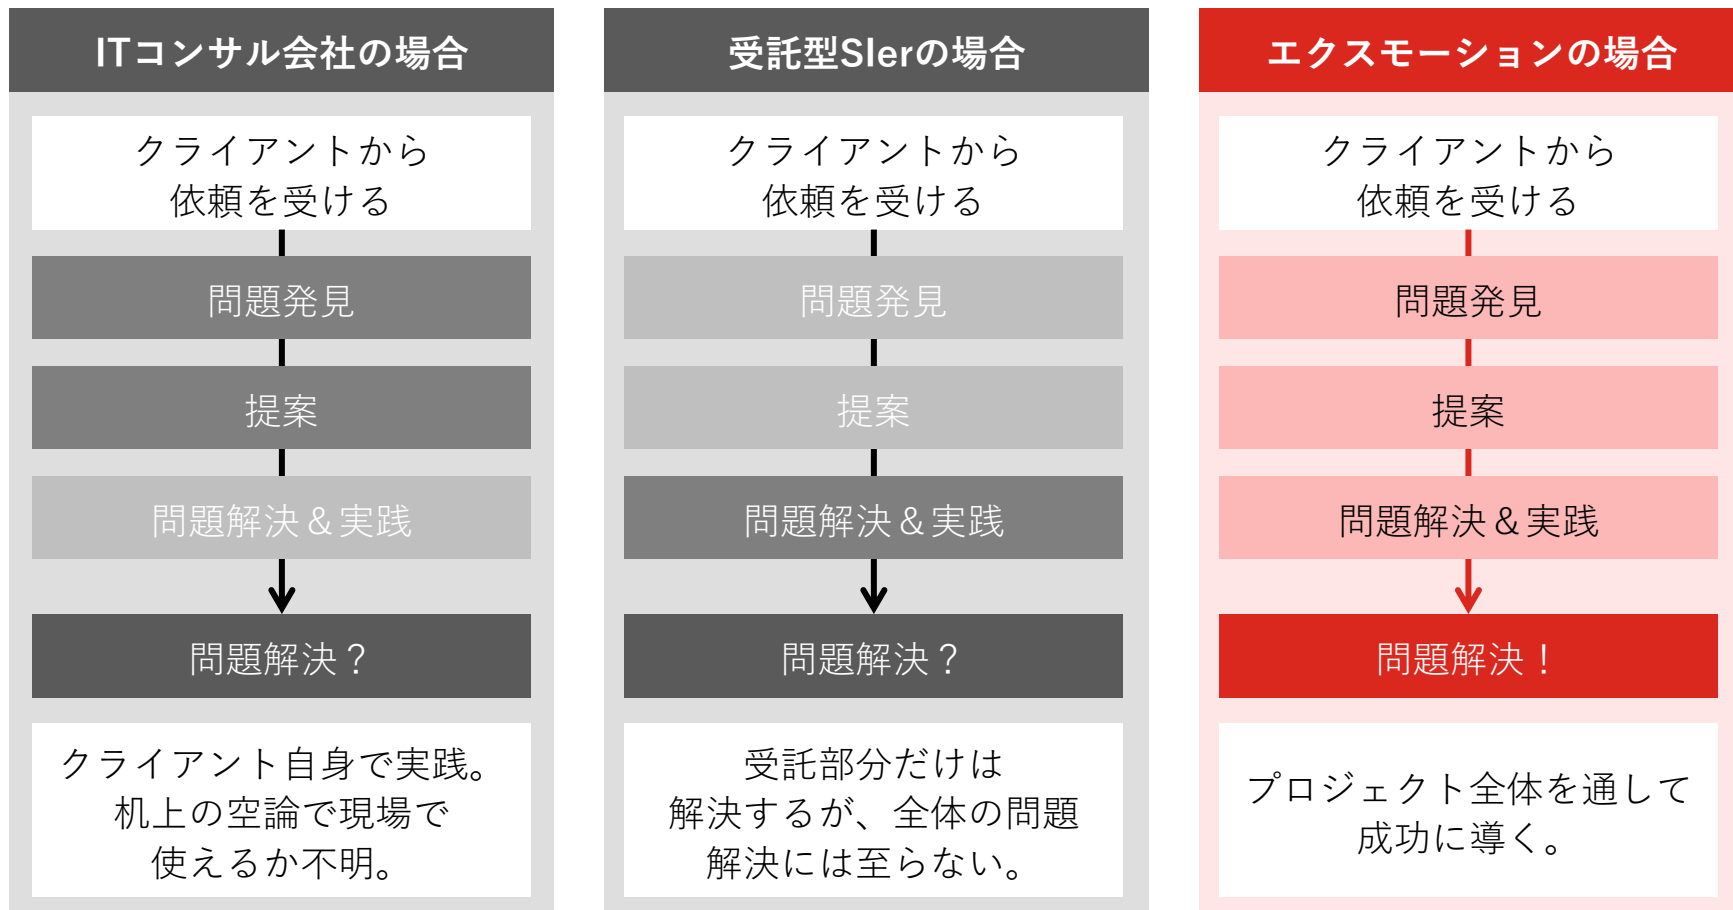 ITコンサル会社の場合
クライアントから
依頼を受ける
問題発見
提案
問題解決＆実践
問題解決？
クライアント自身で実践。
机上の空論で現場で
使えるか不明。
受託型SIerの場合
クライアントから
依頼を受ける
問題発見
提案
問題解決＆実践
問題解決？
受託部分だけは
解決するが、全体の問題
解決には至らない。
エクスモーションの場合
クライアントから
依頼を受ける
問題発見
提案
問題解決＆実践
問題解決！
プロジェクト全体を通して
成功に導く。